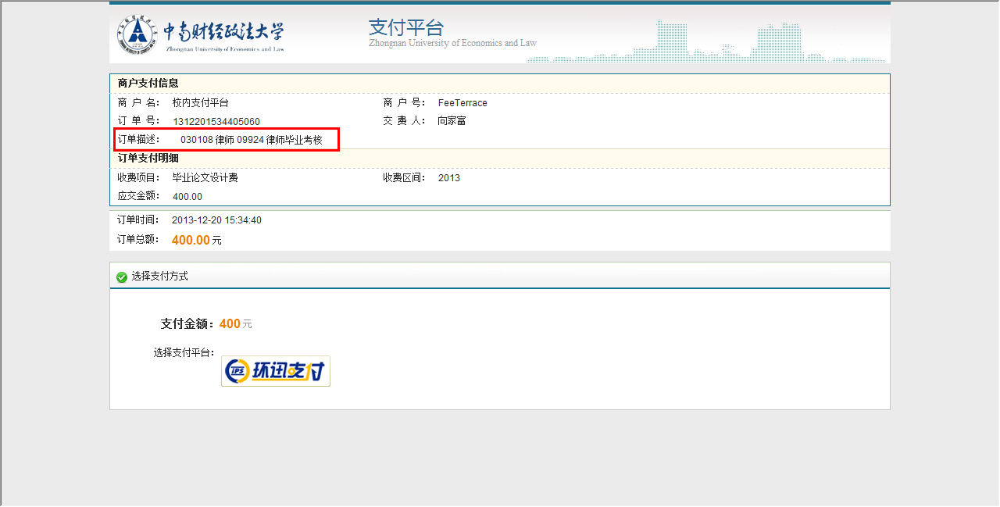 中南财经政法大学
Zhongnan University of Economics and Law
支付平台
Zhongnan University of Economics and Law
商户支付信息
商 户 名： 校内支付平台 商 户 号： FeeTerrace
订 单 号： 1312201534405060 交 费 人： 向家富
订单描述： 030108 律师 09924 律师毕业考核
订单支付明细
收费项目： 毕业论文设计费 收费区间： 2013
应交金额： 400.00
订单时间： 2013-12-20 15:34:40
订单总额： 400.00 元
选择支付方式
支付金额：400 元
选择支付平台：
IPS 环迅支付